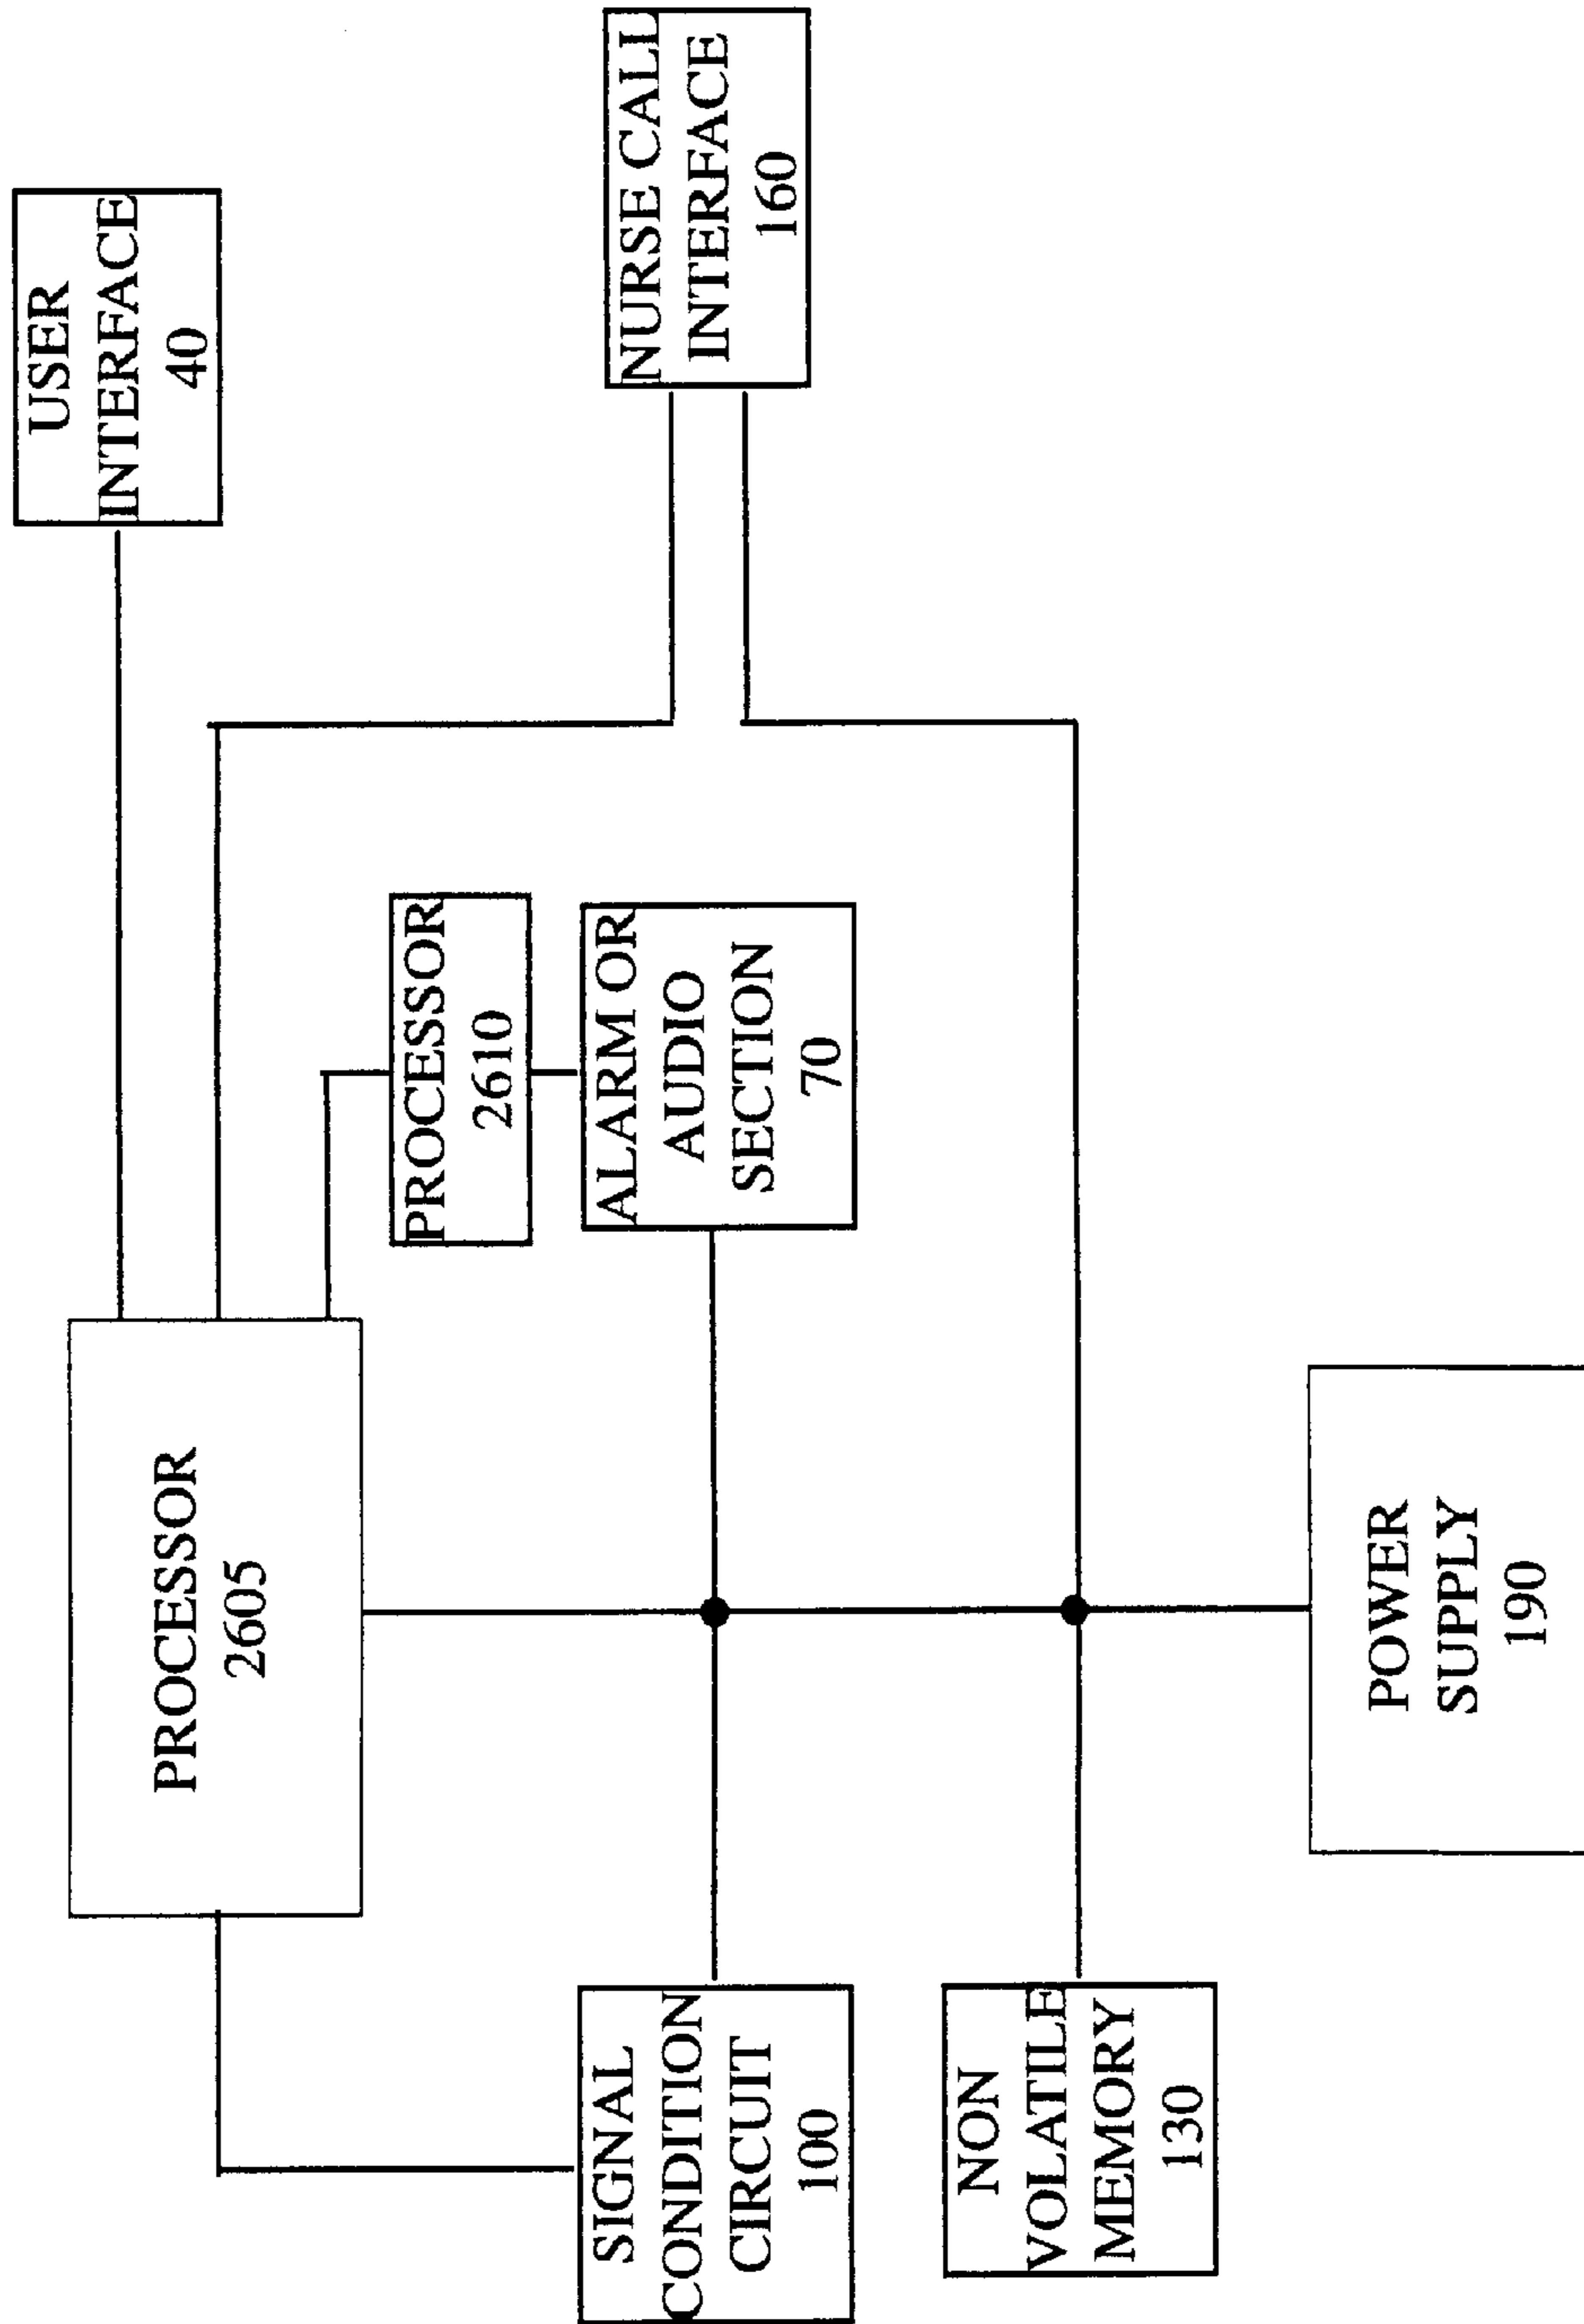 PROCESSOR
2605
USER
INTERFACE
40
PROCESSOR
2610
SIGNAL
CONDITION
CIRCUIT
100
ALARM OR
AUDIO
SECTION
70
NURSE CALL
INTERFACE
160
NON
VOLATILE
MEMORY
130
POWER
SUPPLY
190